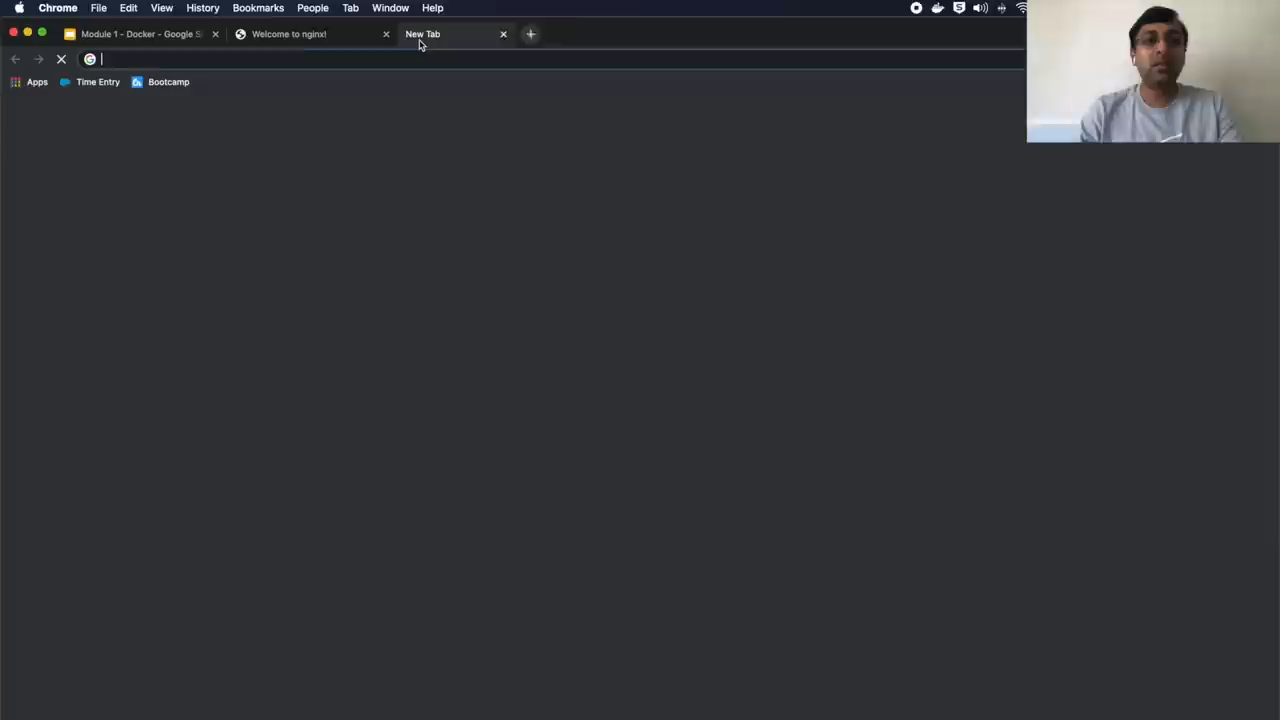 Chrome File Edit View History Bookmarks People Tab Window Help
Module 1 - Docker - Google S Welcome to nginx! New Tab
Apps Time Entry Bootcamp